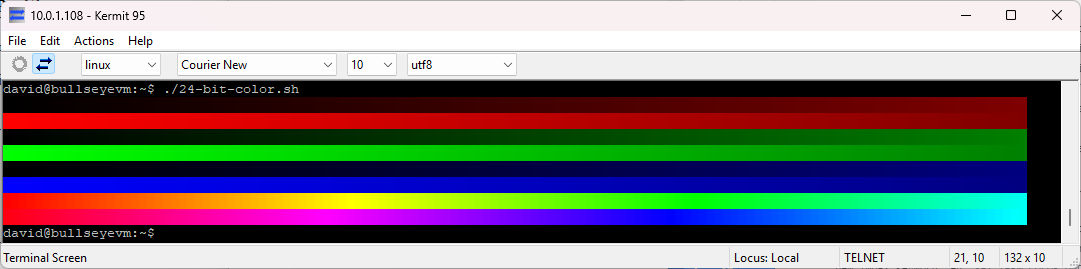 10.0.1.108 - Kermit 95
File Edit Actions Help
linux Courier New 10 utf8
david@bullseyevm:~$ ./24-bit-color.sh
david@bullseyevm:~$
Terminal Screen Locus: Local TELNET 21, 10 132 x 10